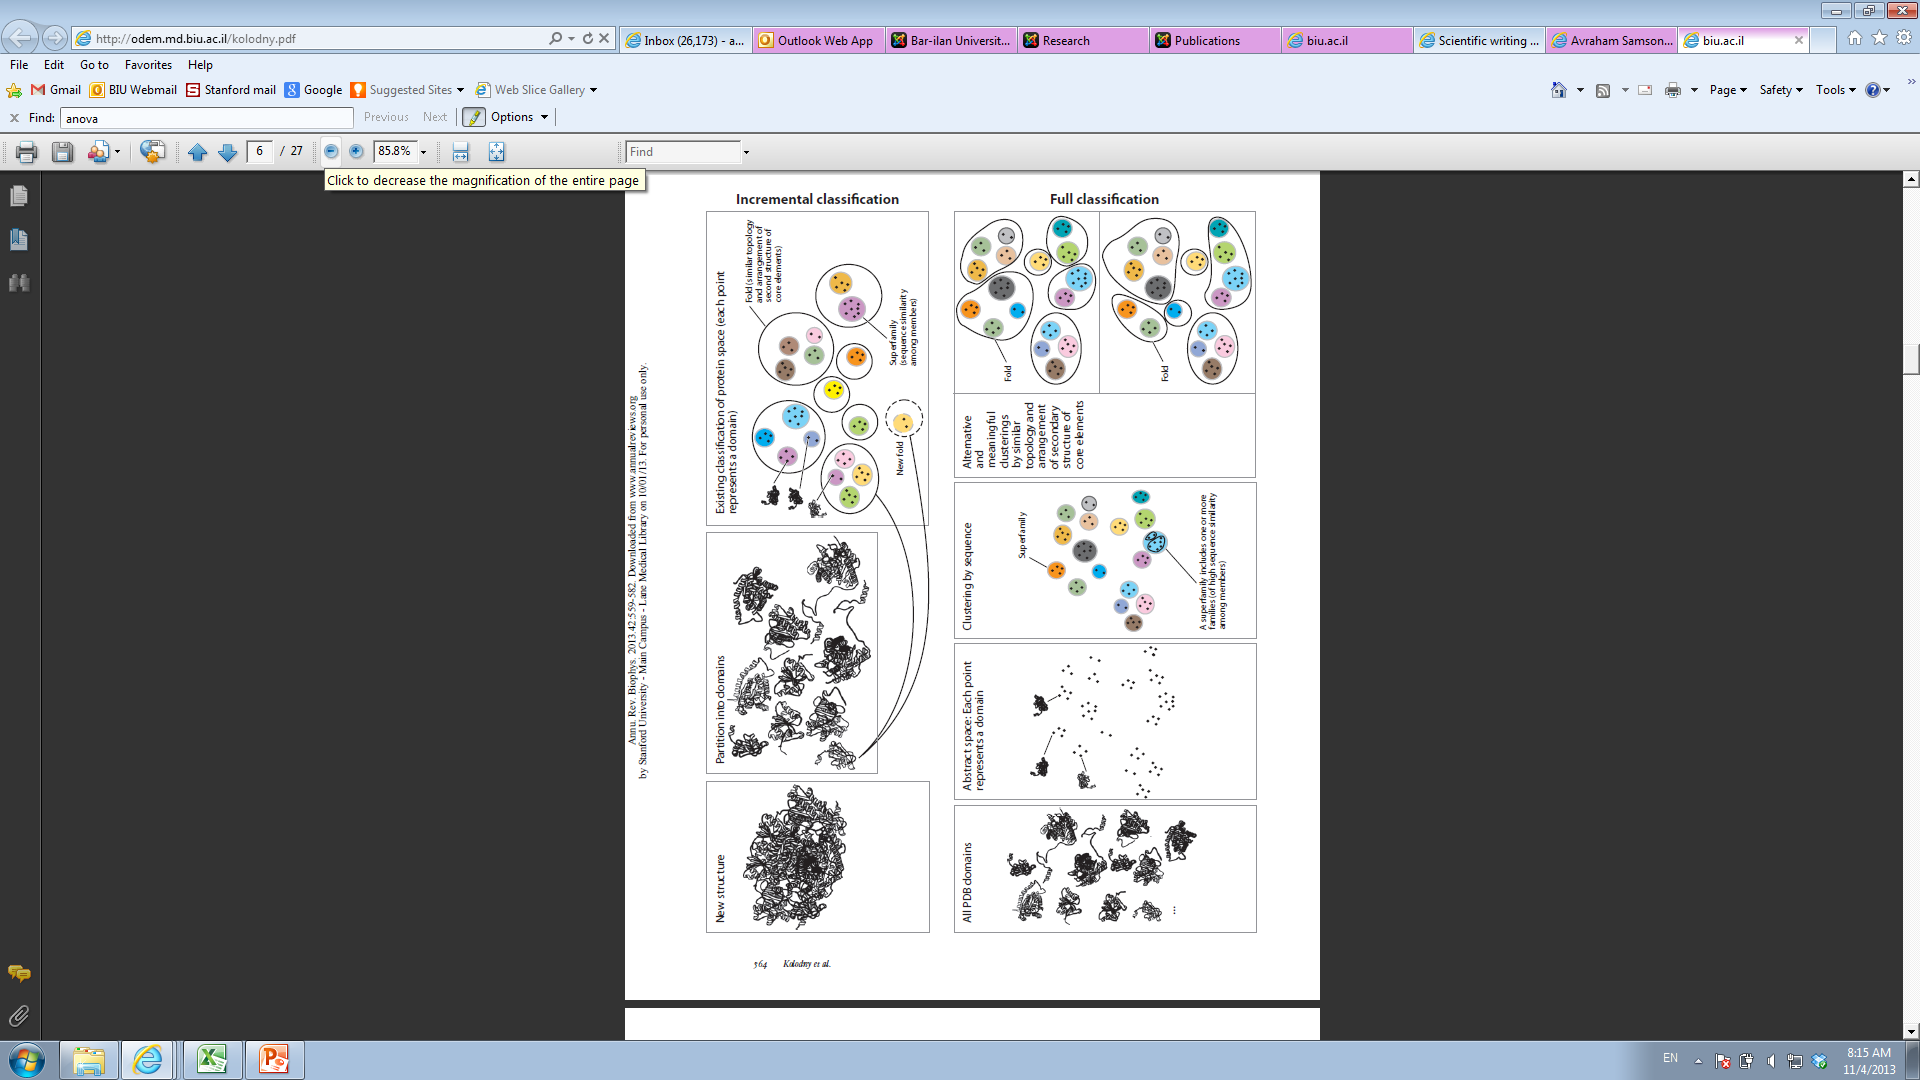 http://odem.md.biu.ac.il/kolodny.pdf
Inbox (26,173) - a...
Outlook Web App
Bar-ilan Universit...
Research
Publications
biu.ac.il
Scientific writing ...
Avraham Samson...
biu.ac.il
File Edit Go to Favorites Help
Gmail BIU Webmail Stanford mail Google Suggested Sites Web Slice Gallery
Page Safety Tools
Find: anova Previous Next Options
6 / 27 85.8% Find
Click to decrease the magnification of the entire page
Annu. Rev. Biophys. 2013.42:559-582. Downloaded from www.annualreviews.org
by Stanford University - Main Campus - Lane Medical Library on 10/01/13. For personal use only.
Incremental classification
New structure
Partition into domains
Existing classification of protein space (each point
represents a domain)
Fold (similar topology
and arrangement of
second structure of
core elements)
Superfamily
(sequence similarity
among members)
New fold
Full classification
All PDB domains
...
Abstract space: Each point
represents a domain
Clustering by sequence
Superfamily
A superfamily includes one or more
families (of high sequence similarity
among members)
Alternative
and
meaningful
clusterings
by similar
topology and
arrangement
of secondary
structure of
core elements
Fold
Fold
564 Kolodny et al.
EN
8:15 AM
11/4/2013